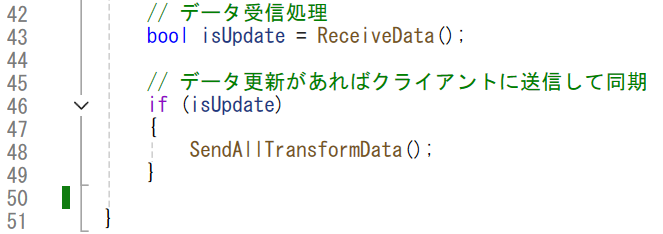 42 // データ受信処理
43 bool isUpdate = ReceiveData();
44
45 // データ更新があればクライアントに送信して同期
46 if (isUpdate)
47 {
48 SendAllTransformData();
49 }
50
51 }